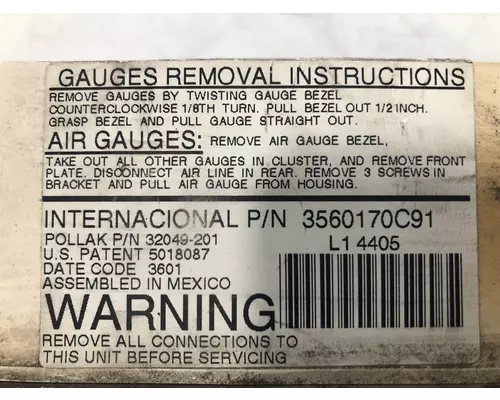 GAUGES REMOVAL INSTRUCTIONS
REMOVE GAUGES BY TWISTING GAUGE BEZEL
COUNTERCLOCKWISE 1/8TH TURN. PULL BEZEL OUT 1/2 INCH.
GRASP BEZEL AND PULL GAUGE STRAIGHT OUT.
AIR GAUGES: REMOVE AIR GAUGE BEZEL,
TAKE OUT ALL OTHER GAUGES IN CLUSTER, AND REMOVE FRONT
PLATE. DISCONNECT AIR LINE IN REAR. REMOVE 3 SCREWS IN
BRACKET AND PULL AIR GAUGE FROM HOUSING.
INTERNACIONAL P/N 3560170C91
POLLAK P/N 32049-201 L1 4405
U.S. PATENT 5018087
DATE CODE 3601
ASSEMBLED IN MEXICO
WARNING
REMOVE ALL CONNECTIONS TO
THIS UNIT BEFORE SERVICING